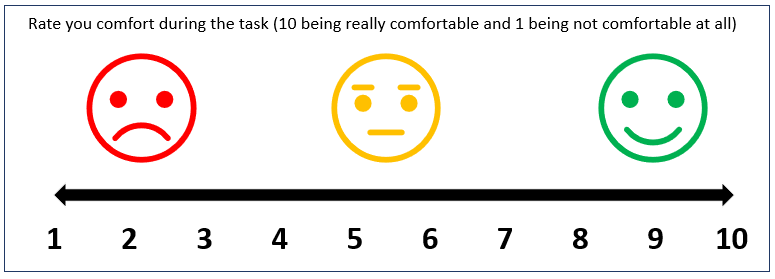 Rate you comfort during the task (10 being really comfortable and 1 being not comfortable at all)
1 2 3 4 5 6 7 8 9 10